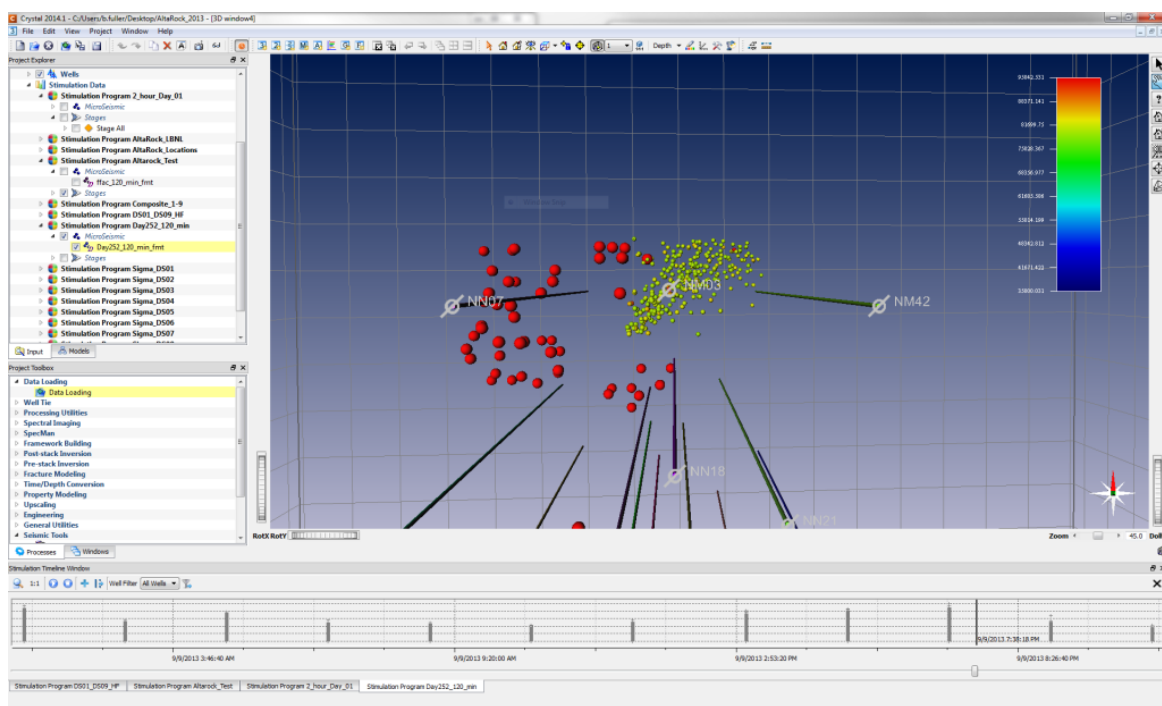 Crystal 2014.1 - C:/Users/b.fuller/Desktop/AltaRock_2013 - [3D window4]
File Edit View Project Window Help
1
Depth
Project Explorer
Wells
Stimulation Data
Stimulation Program 2_hour_Day_01
MicroSeismic
Stages
Stage All
Stimulation Program AltaRock_LBNL
Stimulation Program AltaRock_Locations
Stimulation Program Altarock_Test
MicroSeismic
ffac_120_min_fmt
Stages
Stimulation Program Composite_1-9
Stimulation Program DS01_DS09_HF
Stimulation Program Day252_120_min
MicroSeismic
Day252_120_min_fmt
Stages
Stimulation Program Sigma_DS01
Stimulation Program Sigma_DS02
Stimulation Program Sigma_DS03
Stimulation Program Sigma_DS04
Stimulation Program Sigma_DS05
Stimulation Program Sigma_DS06
Stimulation Program Sigma_DS07
Input Models
Project Toolbox
Data Loading
Data Loading
Well Tie
Processing Utilities
Spectral Imaging
SpecMan
Framework Building
Post-stack Inversion
Pre-stack Inversion
Fracture Modeling
Time/Depth Conversion
Property Modeling
Upscaling
Engineering
General Utilities
Seismic Tools
Processes Windows
NN07
NM03
NM42
NN18
NN21
RotX RotY
Zoom 45.0 Doll
Stimulation Timeline Window
1:1 Well Filter All Wells
9/9/2013 7:38:18 PM
9/9/2013 3:46:40 AM 9/9/2013 9:20:00 AM 9/9/2013 2:53:20 PM 9/9/2013 8:26:40 PM
Stimulation Program DS01_DS09_HF Stimulation Program Altarock_Test Stimulation Program 2_hour_Day_01 Stimulation Program Day252_120_min